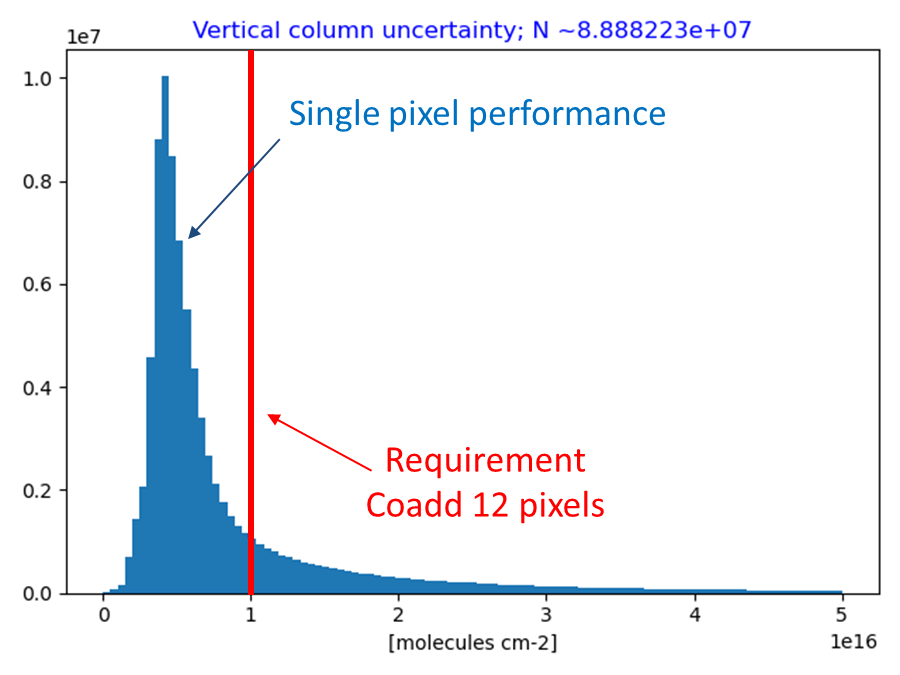 Vertical column uncertainty; N ~8.888223e+07
1e7
1.0
0.8
0.6
0.4
0.2
0.0
Single pixel performance
Requirement
Coadd 12 pixels
0 1 2 3 4 5
[molecules cm-2]
1e16